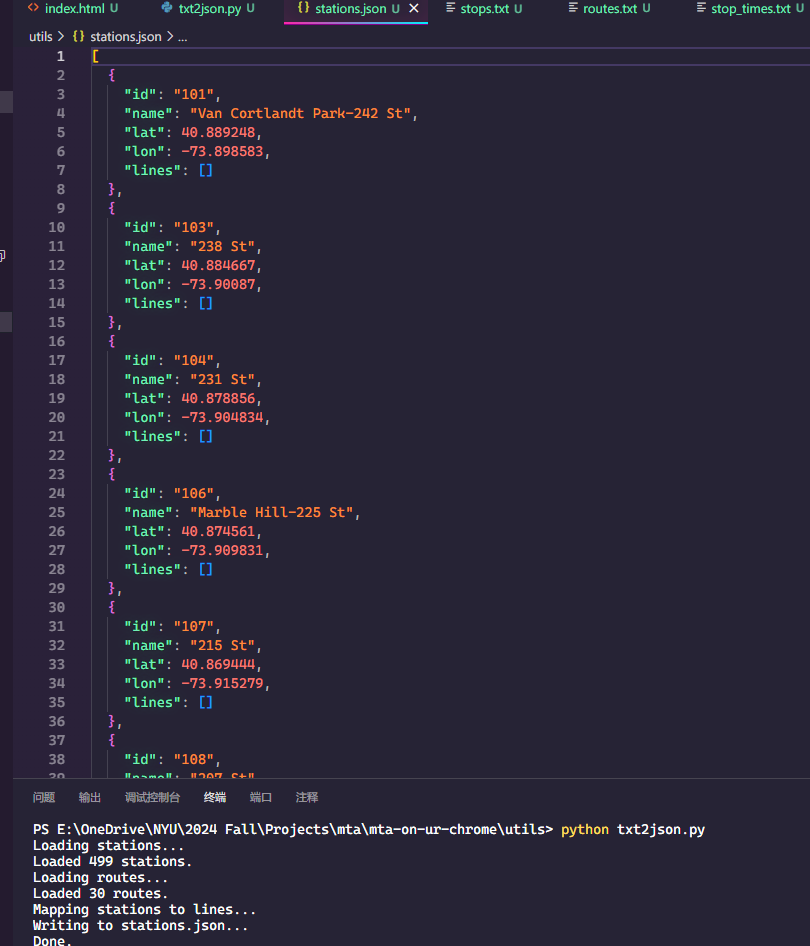 index.html U txt2json.py U {} stations.json U × stops.txt U routes.txt U stop_times.txt U
utils > {} stations.json > ...
1 [
2 {
3 "id": "101",
4 "name": "Van Cortlandt Park-242 St",
5 "lat": 40.889248,
6 "lon": -73.898583,
7 "lines": []
8 },
9 {
10 "id": "103",
11 "name": "238 St",
12 "lat": 40.884667,
13 "lon": -73.90087,
14 "lines": []
15 },
16 {
17 "id": "104",
18 "name": "231 St",
19 "lat": 40.878856,
20 "lon": -73.904834,
21 "lines": []
22 },
23 {
24 "id": "106",
25 "name": "Marble Hill-225 St",
26 "lat": 40.874561,
27 "lon": -73.909831,
28 "lines": []
29 },
30 {
31 "id": "107",
32 "name": "215 St",
33 "lat": 40.869444,
34 "lon": -73.915279,
35 "lines": []
36 },
37 {
38 "id": "108",
39 "name": "207 St"
问题 输出 调试控制台 终端 端口 注释
PS E:\OneDrive\NYU\2024 Fall\Projects\mta\mta-on-ur-chrome\utils> python txt2json.py
Loading stations...
Loaded 499 stations.
Loading routes...
Loaded 30 routes.
Mapping stations to lines...
Writing to stations.json...
Done.